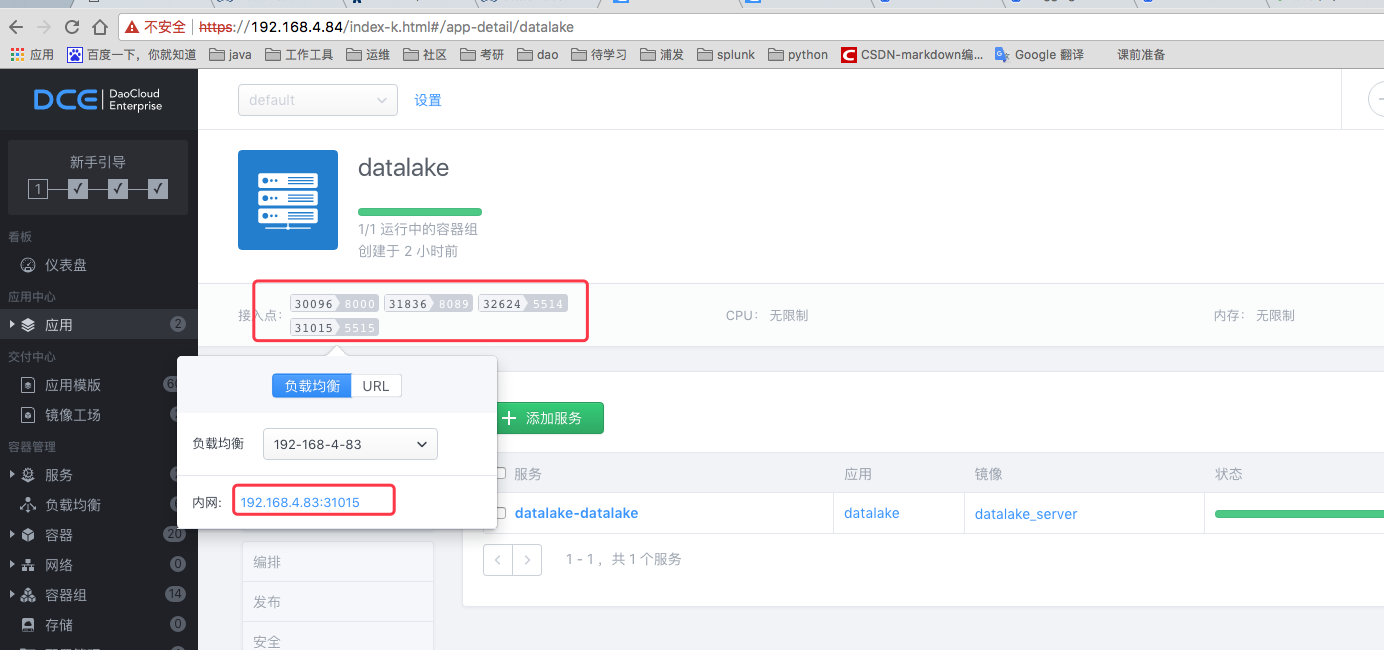 不安全 https://192.168.4.84/index-k.html#/app-detail/datalake
应用 百度一下，你就知道 java 工作工具 运维 社区 考研 dao 待学习 浦发 splunk python CSDN-markdown编... Google 翻译 课前准备
DCE DaoCloud Enterprise
default 设置
新手引导
1
datalake
1/1 运行中的容器组
创建于 2 小时前
看板
仪表盘
应用中心
应用 2
交付中心
应用模版
镜像工场
容器管理
服务
负载均衡
容器 20
网络 0
容器组 14
存储 0
接入点: 30096 8000 31836 8089 32624 5514
31015 5515
CPU: 无限制
内存: 无限制
负载均衡 URL
负载均衡 192-168-4-83
内网: 192.168.4.83:31015
添加服务
服务 应用 镜像 状态
datalake-datalake datalake datalake_server
1 - 1 ，共 1 个服务
编排
发布
安全